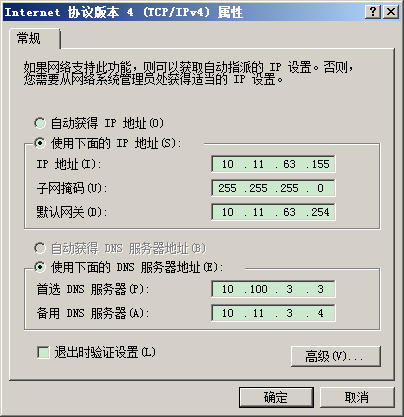 Internet 协议版本 4 (TCP/IPv4) 属性
常规
如果网络支持此功能，则可以获取自动指派的 IP 设置。否则，
您需要从网络系统管理员处获得适当的 IP 设置。
自动获得 IP 地址(O)
使用下面的 IP 地址(S):
IP 地址(I): 10 . 11 . 63 .155
子网掩码(U): 255 .255 .255 . 0
默认网关(D): 10 . 11 . 63 .254
自动获得 DNS 服务器地址(B)
使用下面的 DNS 服务器地址(E):
首选 DNS 服务器(P): 10 .100 . 3 . 3
备用 DNS 服务器(A): 10 . 11 . 3 . 4
退出时验证设置(L)
高级(V)...
确定 取消